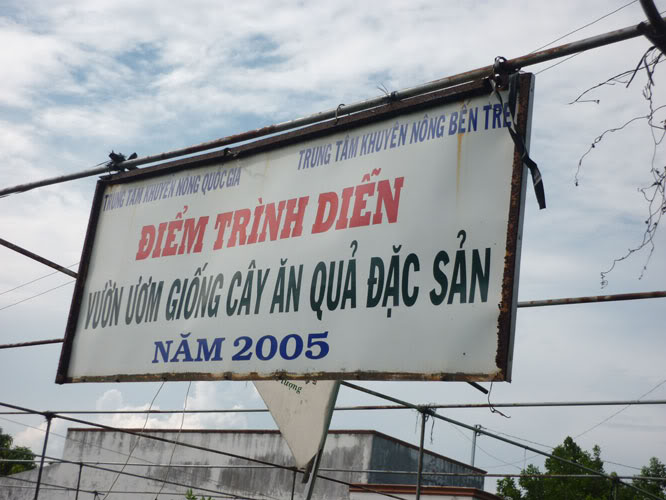 TRUNG TÂM KHUYẾN NÔNG QUỐC GIA
TRUNG TÂM KHUYẾN NÔNG BẾN TRE
ĐIỂM TRÌNH DIỄN
VƯỜN ƯƠM GIỐNG CÂY ĂN QUẢ ĐẶC SẢN
NĂM 2005
lượng